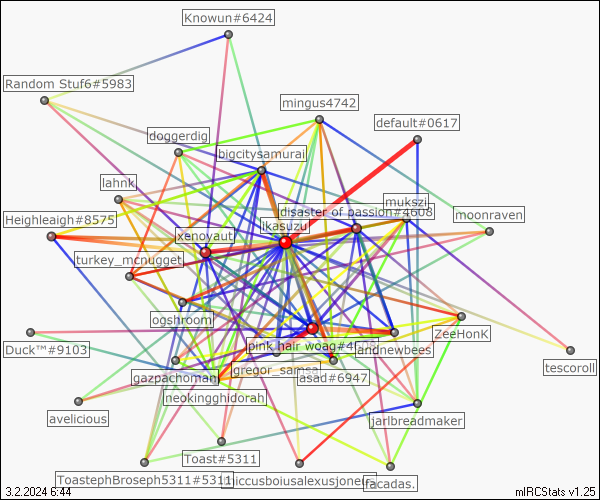 Knowun#6424
Random Stuf6#5983
mingus4742
default#0617
doggerdig
bigcitysamurai
lahnk
mukszi
disaster of passion#4608
moonraven
Heighleaigh#8575
ikasuzu
xenoyaut
turkey_mcnugget
ogshroom
ZeeHonK
pink hair woag#4
andnewbees
Duck™#9103
tescoroll
gregor_samsa
gazpachoman
asad#6947
neokingghidorah
avelicious
jarlbreadmaker
Toast#5311
ToastephBroseph5311#5311
niccusboiusalexusjoneir
facadas.
3.2.2024 6:44
mIRCStats v1.25